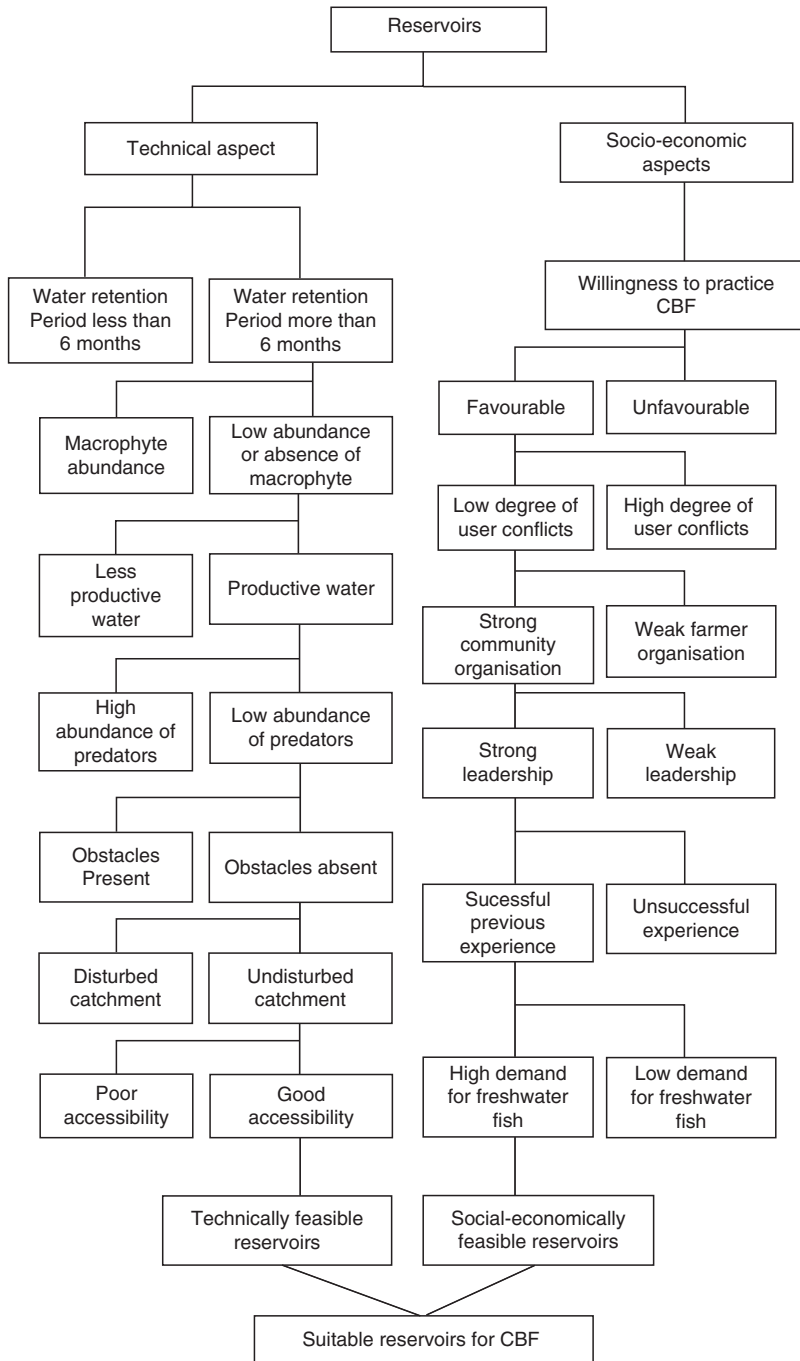 Reservoirs
Technical aspect
Socio-economic
aspects
Water retention
Period less than
6 months
Water retention
Period more than
6 months
Willingness to practice
CBF
Macrophyte
abundance
Low abundance
or absence of
macrophyte
Favourable
Unfavourable
Low degree of
user conflicts
High degree of
user conflicts
Less
productive
water
Productive water
Strong
community
organisation
Weak farmer
organisation
High
abundance of
predators
Low abundance
of predators
Strong
leadership
Weak
leadership
Obstacles
Present
Obstacles absent
Sucessful
previous
experience
Unsuccessful
experience
Disturbed
catchment
Undisturbed
catchment
Poor
accessibility
Good
accessibility
High demand
for freshwater
fish
Low demand
for freshwater
fish
Technically feasible
reservoirs
Social-economically
feasible reservoirs
Suitable reservoirs for CBF